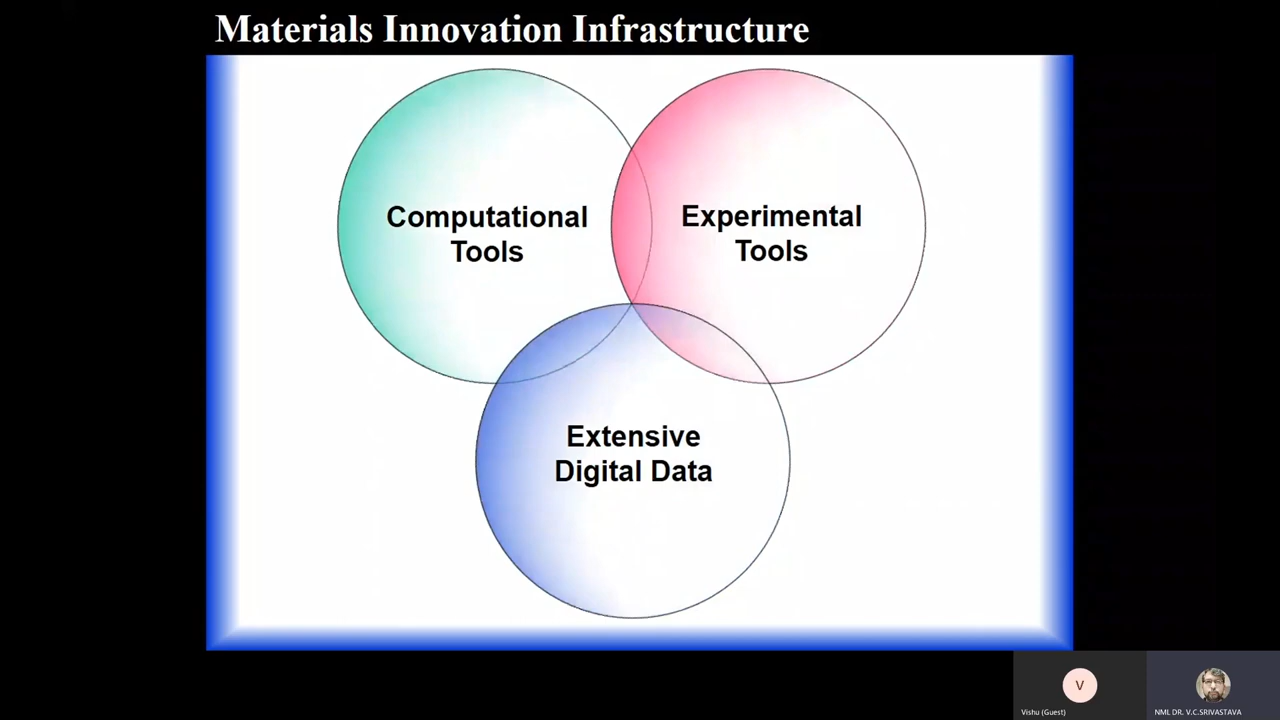 Materials Innovation Infrastructure
Computational
Tools
Experimental
Tools
Extensive
Digital Data
V
Vishu (Guest)
NML DR. V.C.SRIVASTAVA